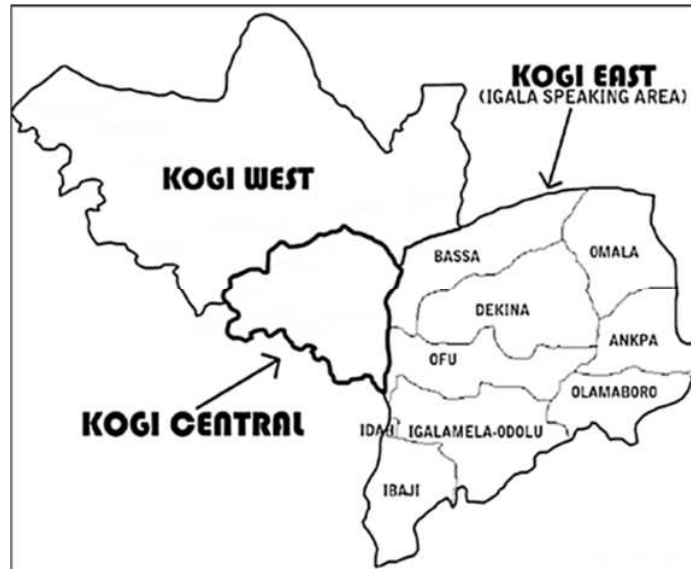 KOGI EAST
(IGALA SPEAKING AREA)
KOGI WEST
BASSA
OMALA
DEKINA
ANKPA
OFU
OLAMABORO
KOGI CENTRAL
IDAH
IGALAMELA-ODOLU
IBAJI